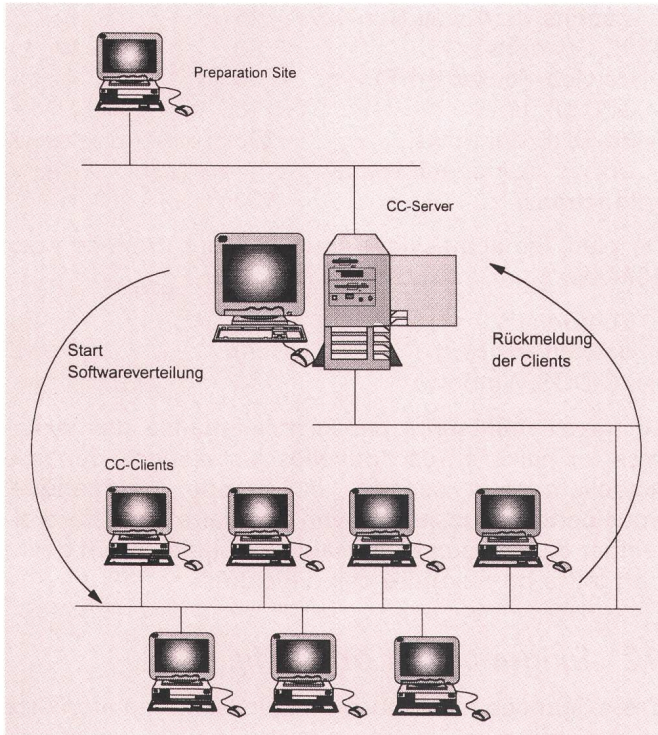 Preparation Site
CC-Server
Start
Softwareverteilung
Rückmeldung
der Clients
CC-Clients